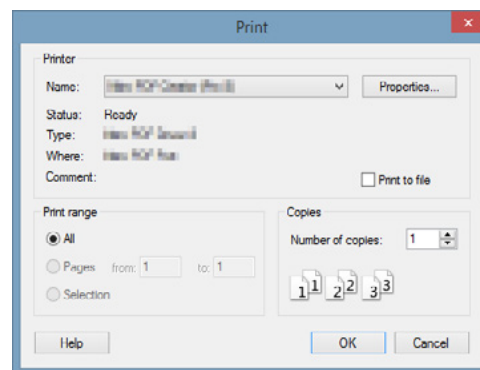 Print
Printer
Name:
Properties...
Status: Ready
Type:
Where:
Comment:
Print to file
Print range
All
Pages from: 1 to: 1
Selection
Copies
Number of copies: 1
1 1 2 2 3 3
Help
OK Cancel